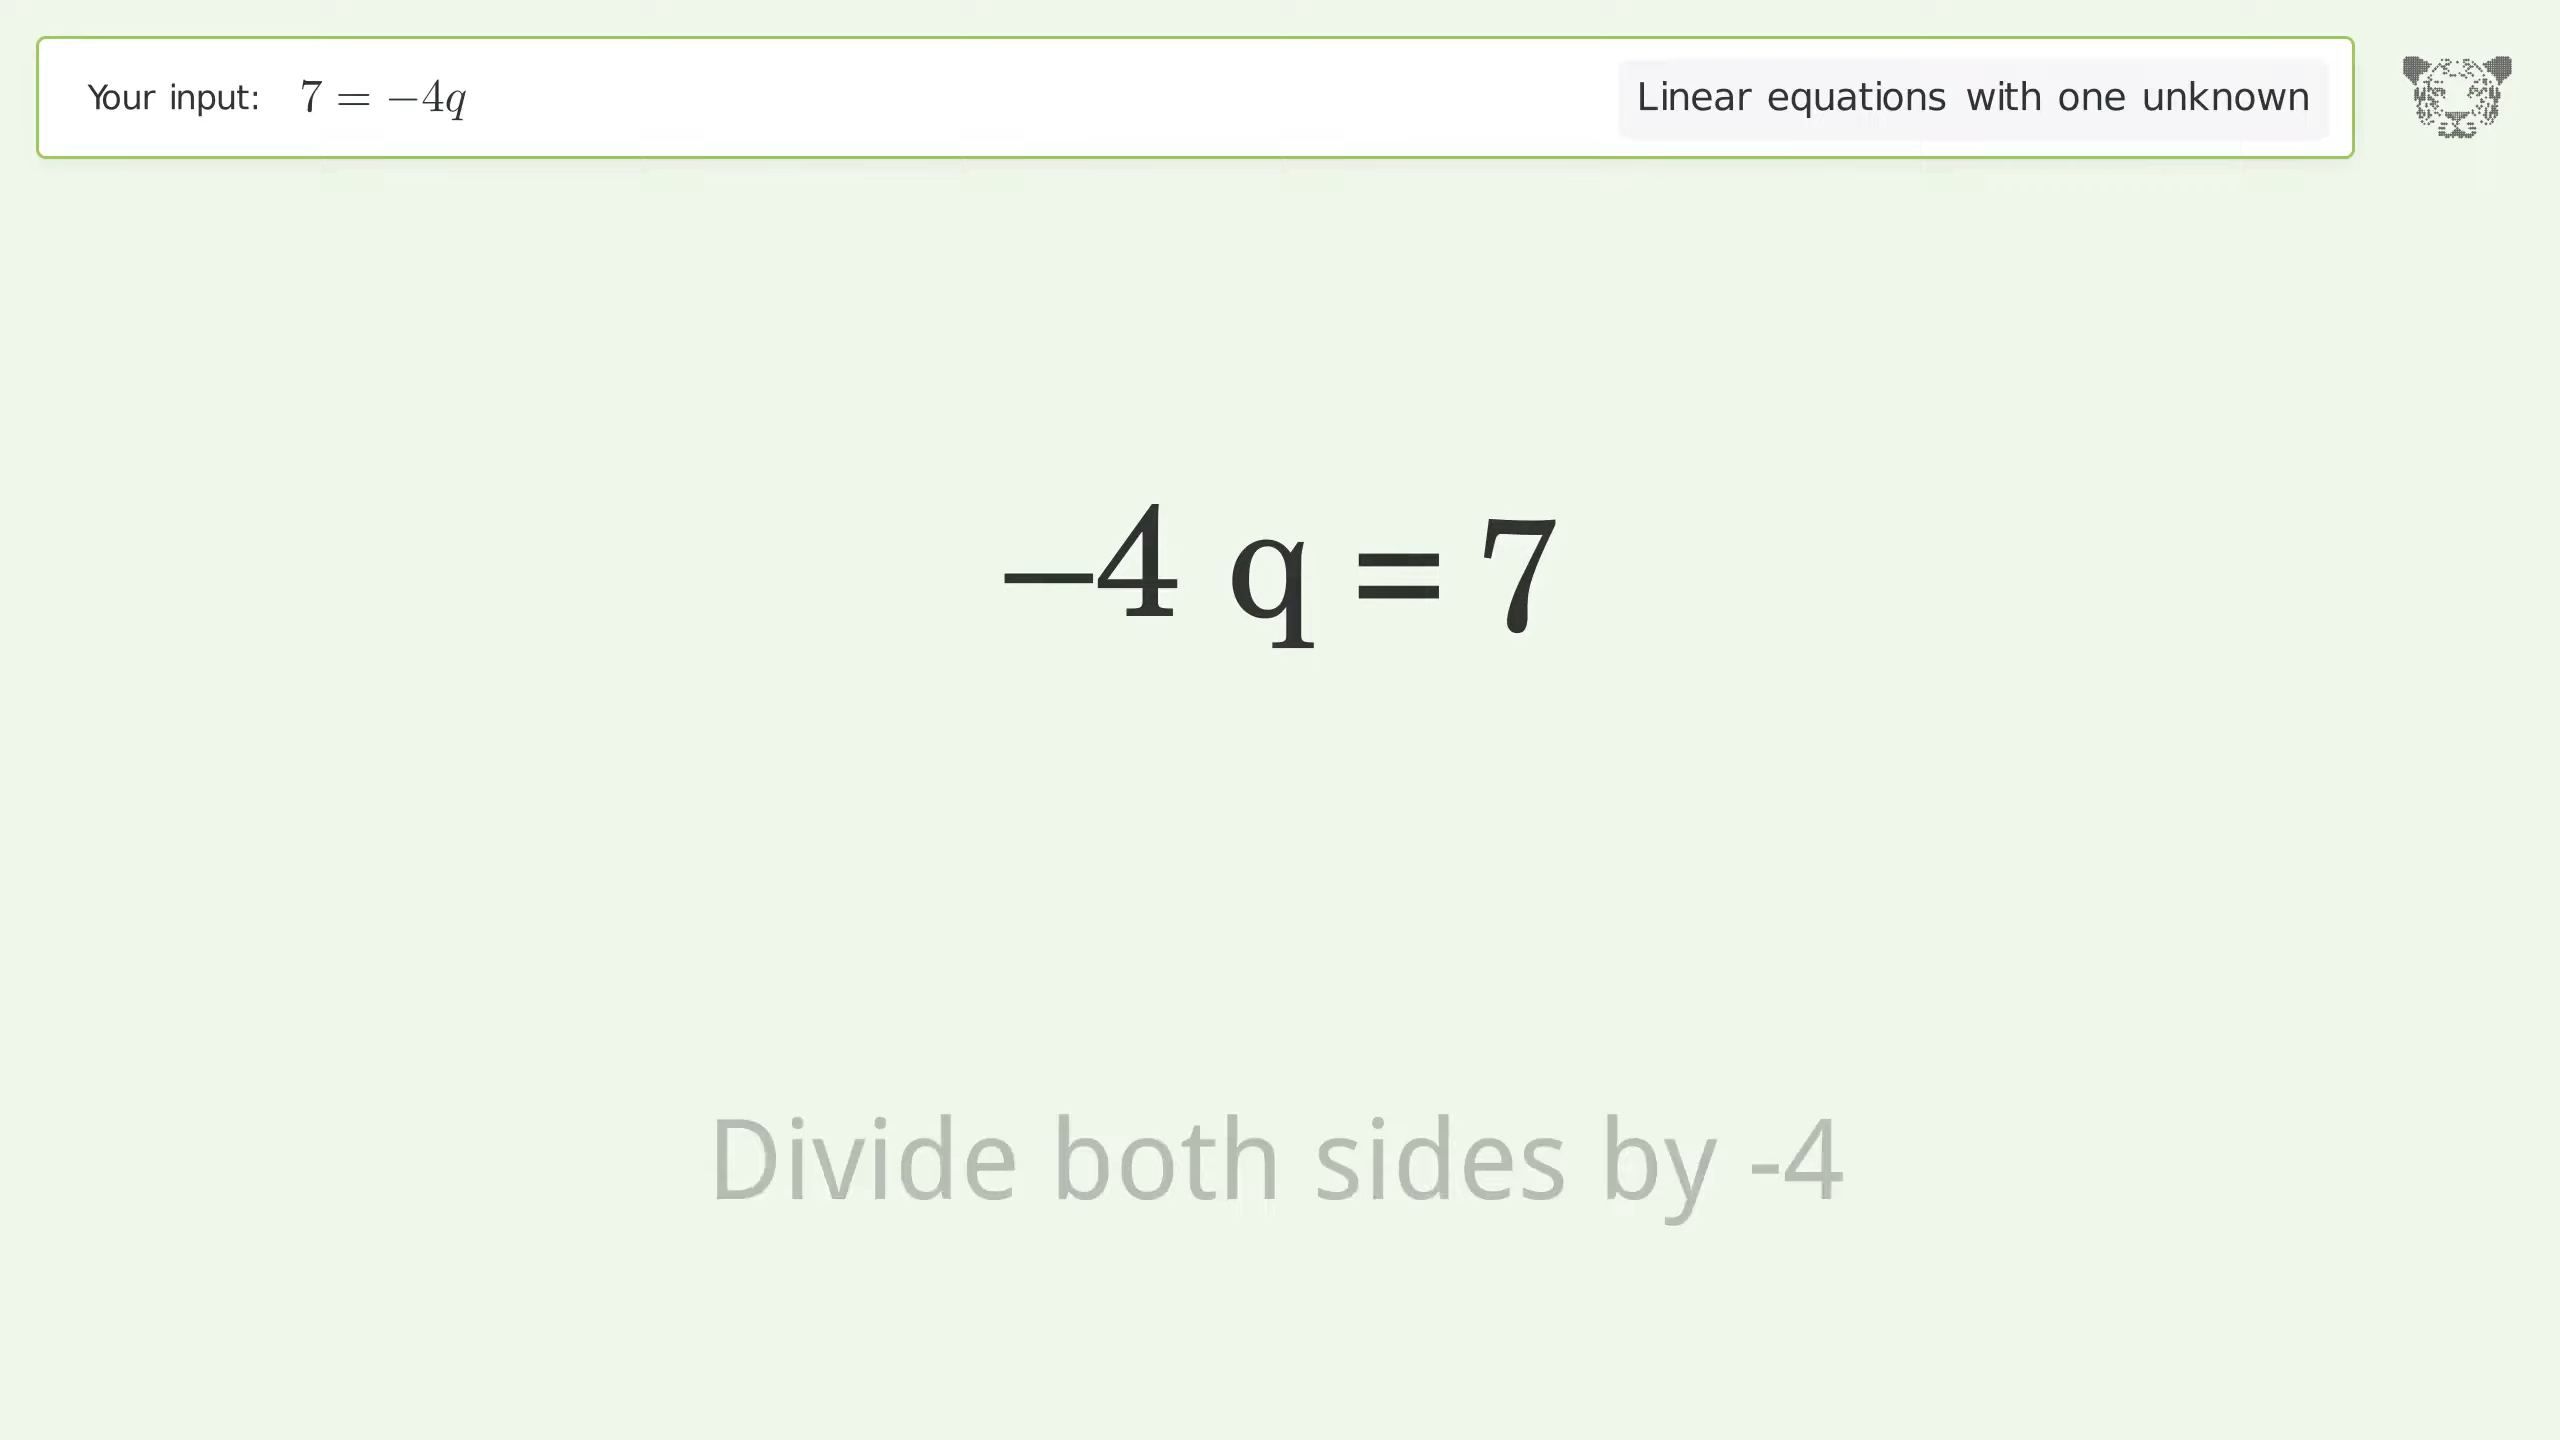 Your input: 7 = −4q
Linear equations with one unknown
−4 q = 7
Divide both sides by -4